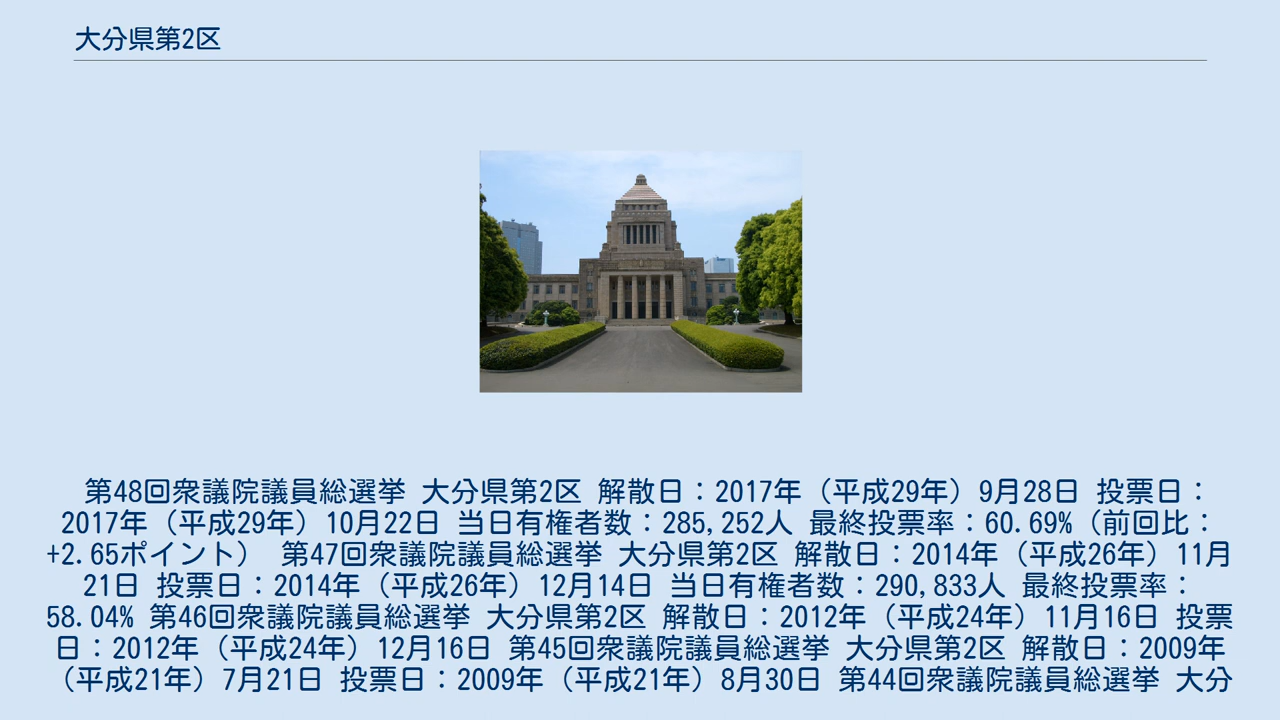 大分県第2区
第48回衆議院議員総選挙 大分県第2区 解散日：2017年（平成29年）9月28日 投票日：
2017年（平成29年）10月22日 当日有権者数：285,252人 最終投票率：60.69%（前回比：
+2.65ポイント） 第47回衆議院議員総選挙 大分県第2区 解散日：2014年（平成26年）11月
21日 投票日：2014年（平成26年）12月14日 当日有権者数：290,833人 最終投票率：
58.04% 第46回衆議院議員総選挙 大分県第2区 解散日：2012年（平成24年）11月16日 投票
日：2012年（平成24年）12月16日 第45回衆議院議員総選挙 大分県第2区 解散日：2009年
（平成21年）7月21日 投票日：2009年（平成21年）8月30日 第44回衆議院議員総選挙 大分